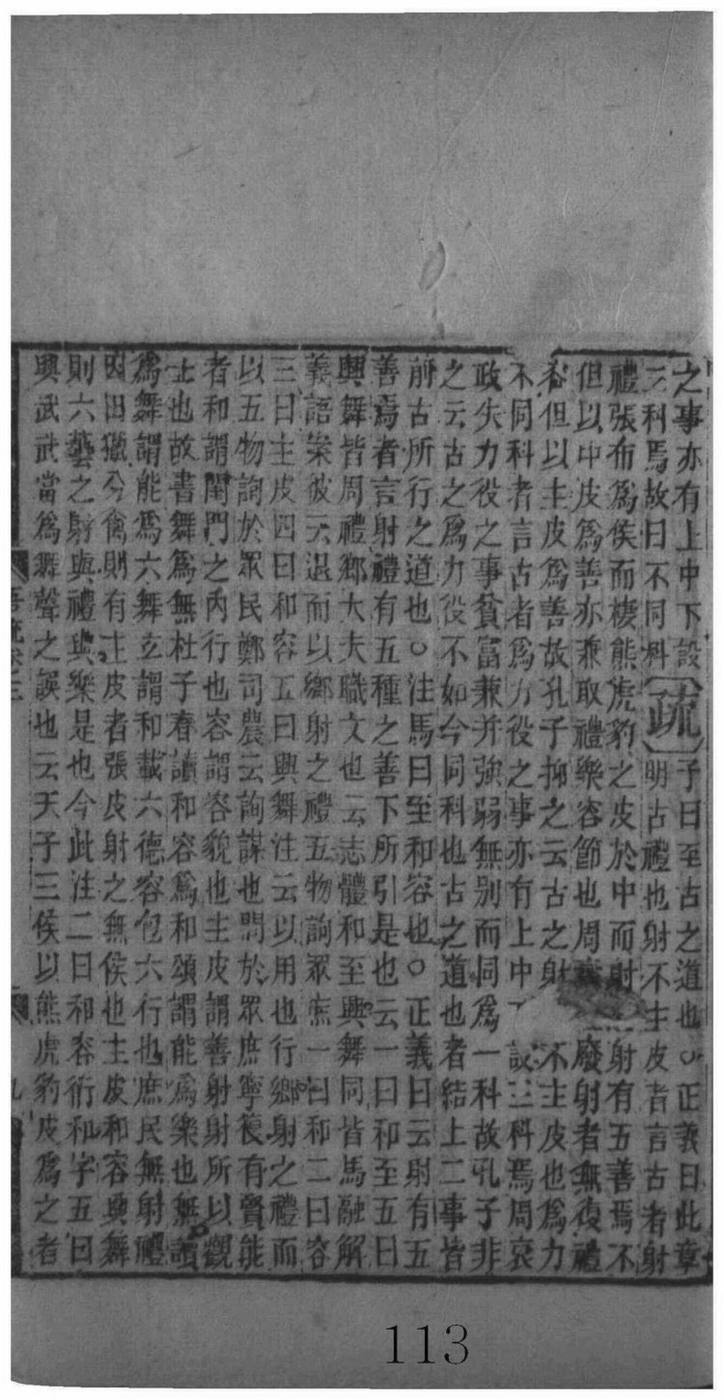 之事亦有上中下設
三科焉故曰不同科
疏
子曰至古之道也○正義曰此章
明古禮也射不主皮者言古者射
禮張布為侯而棲熊虎豹之皮於中而射射有五善焉不
但以中皮為善亦兼取禮樂容節也周衰廢射者無復禮
容但以主皮為善故孔子抑之云古之射不主皮也為力
不同科者言古者為力役之事亦有上中設三科焉周衰
政失力役之事貧富兼并強弱無別而同為一科故孔子非
之云古之為力役不如今同科也古之道也者結上二事皆
前古所行之道也○注馬曰至和容也○正義曰云射有五
善焉者言射禮有五種之善下所引是也云一曰和至五曰
興舞皆周禮鄉大夫職文也云志體和至興舞同皆馬融解
義語案彼云退而以鄉射之禮五物詢眾庶一曰和二曰容
三曰主皮四曰和容五曰興舞注云以用也行鄉射之禮而
以五物詢於眾民鄭司農云詢謀也問於眾庶寧復有賢能
者和謂閨門之內行也容謂容貌也主皮謂善射射所以觀
士也故書舞為無杜子春讀和容為和頌謂能為樂也無讀
為舞謂能為六舞玄謂和載六德容包六行也庶民無射禮
因田獵分禽則有主皮者張皮射之無侯也主皮和容興舞
則六藝之射與禮與樂是也今此注二曰和容衍和字五曰
興武武當為舞聲之誤也云天子三侯以熊虎豹皮為之者
113